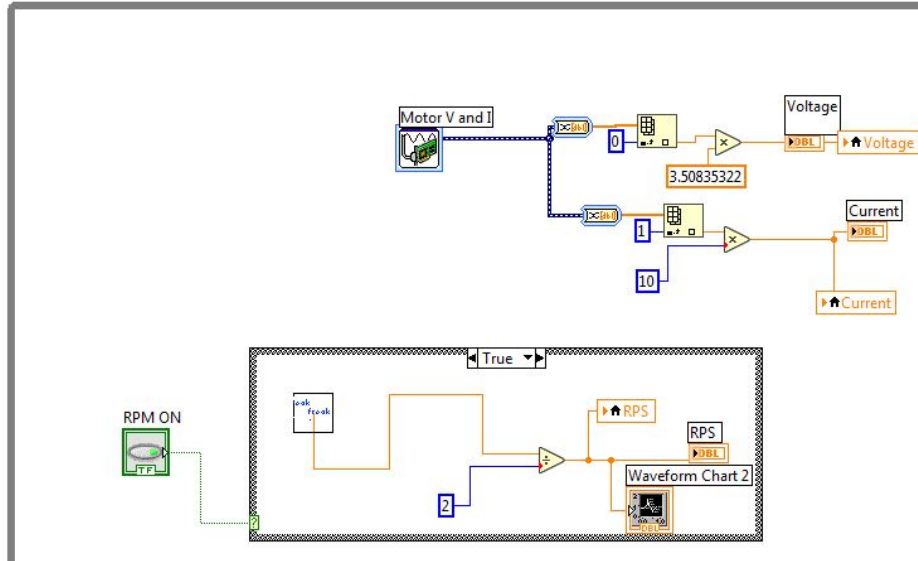 Motor V and I
Voltage
0
DBL
Voltage
3.50835322
Current
1
DBL
10
Current
True
RPM ON
TF
RPS
RPS
DBL
2
Waveform Chart 2
DBL
?